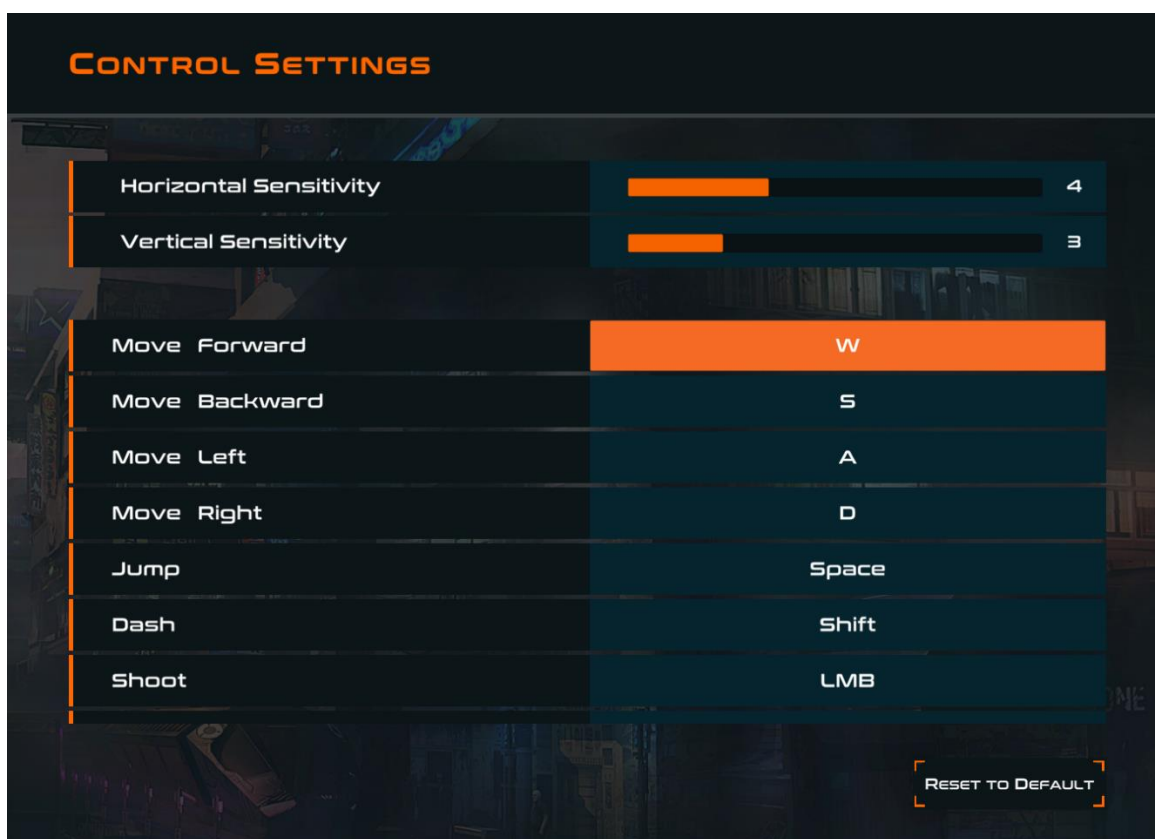 CONTROL SETTINGS
Horizontal Sensitivity 4
Vertical Sensitivity 3
Move Forward W
Move Backward S
Move Left A
Move Right D
Jump Space
Dash Shift
Shoot LMB
RESET TO DEFAULT